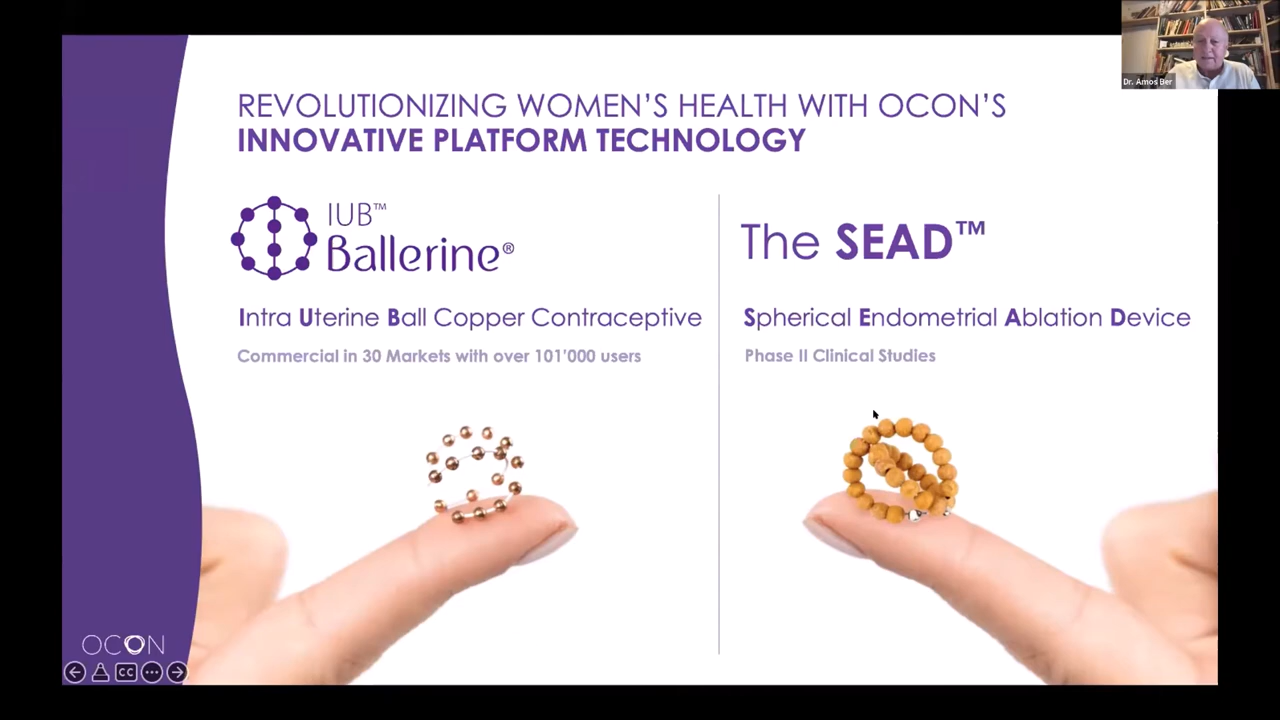 Dr. Amos Ber
REVOLUTIONIZING WOMEN'S HEALTH WITH OCON'S
INNOVATIVE PLATFORM TECHNOLOGY
IUB™
Ballerine®
Intra Uterine Ball Copper Contraceptive
Commercial in 30 Markets with over 101'000 users
The SEAD™
Spherical Endometrial Ablation Device
Phase II Clinical Studies
OCON
CC